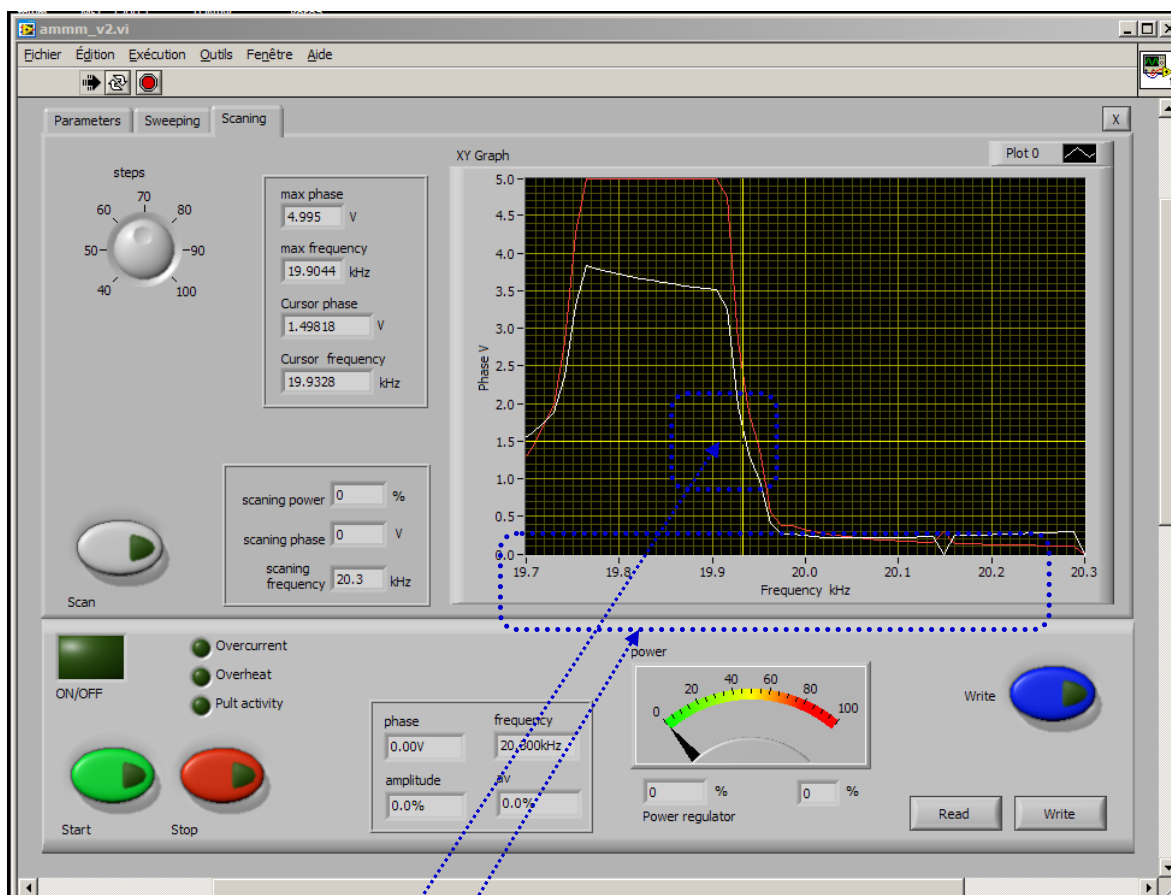 ammm_v2.vi
Fichier Édition Exécution Outils Fenêtre Aide
Parameters Sweeping Scaning X
steps
40 50 60 70 80 90 100
max phase
4.995 V
max frequency
19.9044 kHz
Cursor phase
1.49818 V
Cursor frequency
19.9328 kHz
XY Graph
Plot 0
Phase V
5.0
4.5
4.0
3.5
3.0
2.5
2.0
1.5
1.0
0.5
0.0
19.7 19.8 19.9 20.0 20.1 20.2 20.3
Frequency kHz
scaning power 0 %
scaning phase 0 V
scaning
frequency 20.3 kHz
Scan
ON/OFF
Overcurrent
Overheat
Pult activity
Start Stop
phase frequency
0.00V 20.300kHz
amplitude
0.0% 0.0%
power
0 20 40 60 80 100
0 % 0 %
Power regulator
Write
Read Write